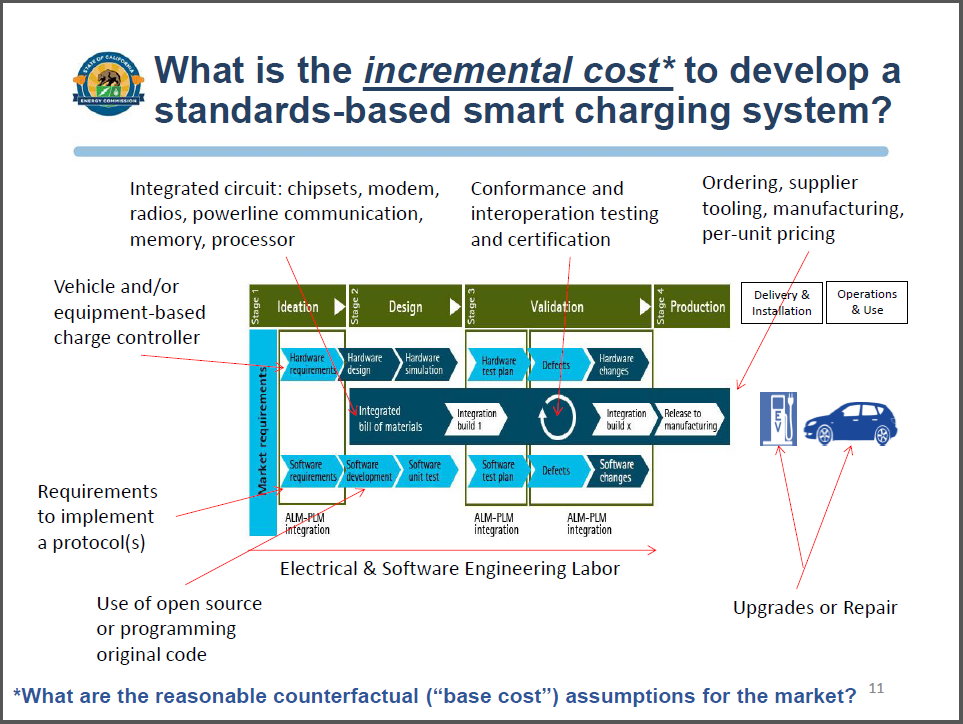 STATE OF CALIFORNIA
ENERGY COMMISSION
What is the incremental cost* to develop a
standards-based smart charging system?
Integrated circuit: chipsets, modem,
radios, powerline communication,
memory, processor
Conformance and
interoperation testing
and certification
Ordering, supplier
tooling, manufacturing,
per-unit pricing
Vehicle and/or
equipment-based
charge controller
Stage 1
Ideation
Stage 2
Design
Stage 3
Validation
Stage 4
Production
Delivery &
Installation
Operations
& Use
Market requirements
Hardware
requirements
Hardware
design
Hardware
simulation
Hardware
test plan
Defects
Hardware
changes
Integrated
bill of materials
Integration
build 1
Integration
build x
Release to
manufacturing
EV
Software
requirements
Software
development
Software
unit test
Software
test plan
Defects
Software
changes
Requirements
to implement
a protocol(s)
ALM-PLM
integration
ALM-PLM
integration
ALM-PLM
integration
Electrical & Software Engineering Labor
Use of open source
or programming
original code
Upgrades or Repair
*What are the reasonable counterfactual (“base cost”) assumptions for the market?
11